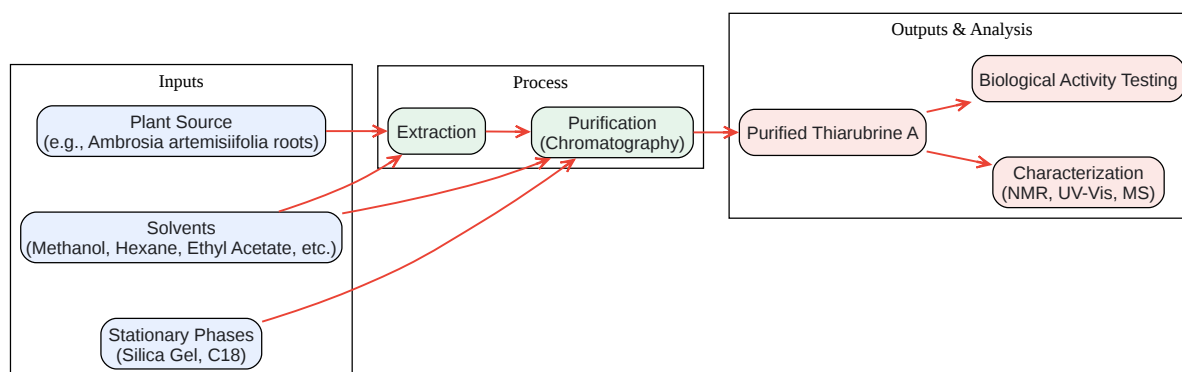 Inputs
Plant Source
(e.g., Ambrosia artemisiifolia roots)
Solvents
(Methanol, Hexane, Ethyl Acetate, etc.)
Stationary Phases
(Silica Gel, C18)
Process
Extraction
Purification
(Chromatography)
Outputs & Analysis
Purified Thiarubrine A
Biological Activity Testing
Characterization
(NMR, UV-Vis, MS)